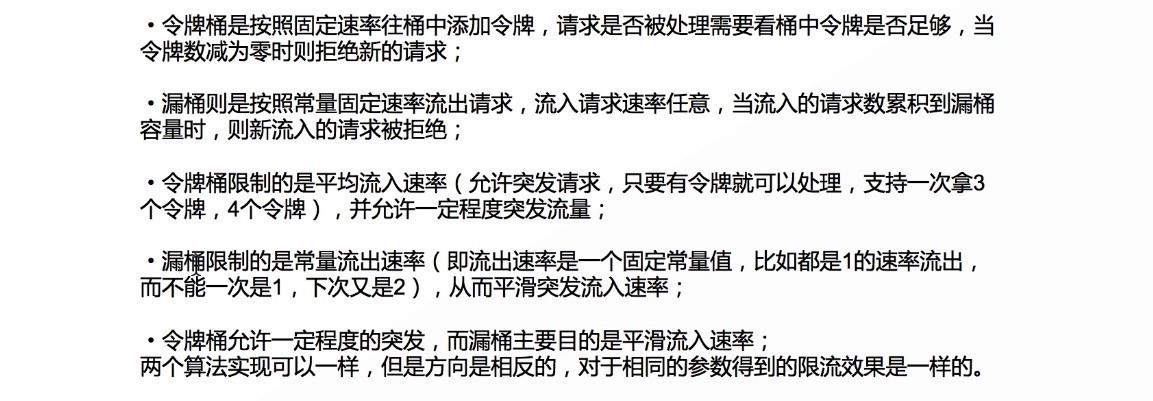 •令牌桶是按照固定速率往桶中添加令牌，请求是否被处理需要看桶中令牌是否足够，当
令牌数减为零时则拒绝新的请求；
•漏桶则是按照常量固定速率流出请求，流入请求速率任意，当流入的请求数累积到漏桶
容量时，则新流入的请求被拒绝；
•令牌桶限制的是平均流入速率（允许突发请求，只要有令牌就可以处理，支持一次拿3
个令牌，4个令牌），并允许一定程度突发流量；
•漏桶限制的是常量流出速率（即流出速率是一个固定常量值，比如都是1的速率流出，
而不能一次是1，下次又是2），从而平滑突发流入速率；
•令牌桶允许一定程度的突发，而漏桶主要目的是平滑流入速率；
两个算法实现可以一样，但是方向是相反的，对于相同的参数得到的限流效果是一样的。